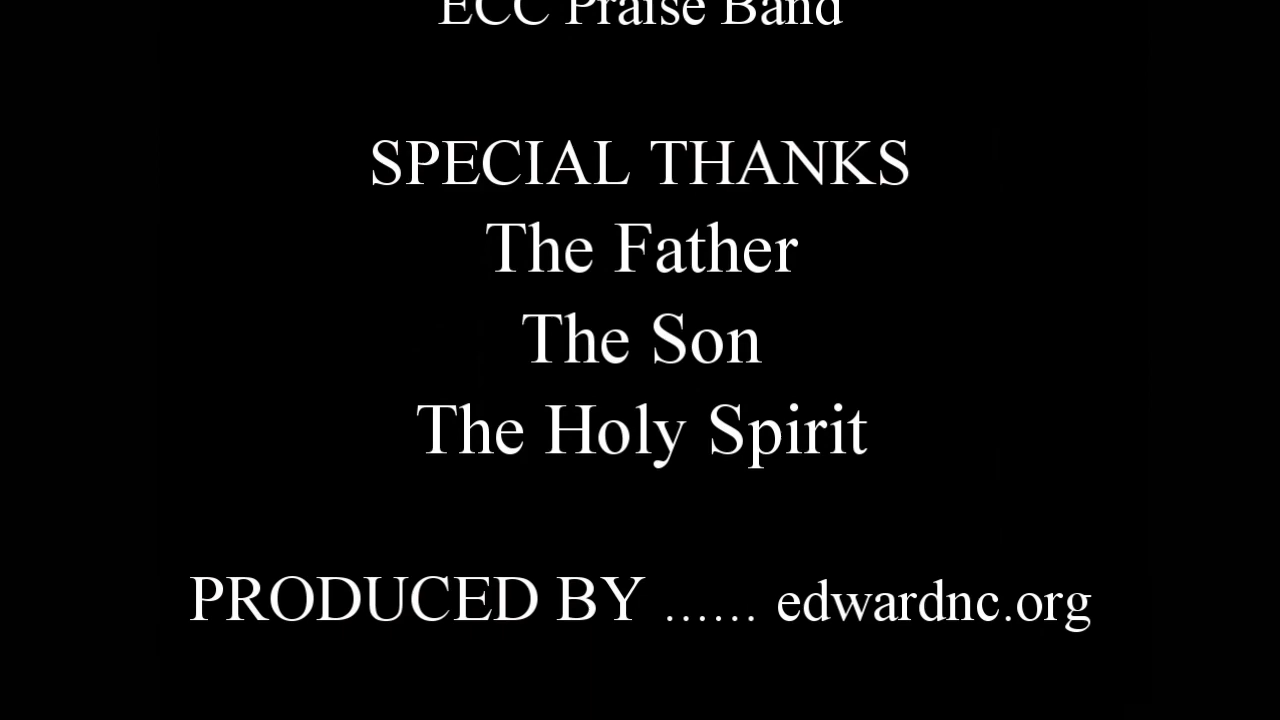 ECC Praise Band
SPECIAL THANKS
The Father
The Son
The Holy Spirit
PRODUCED BY ...... edwardnc.org